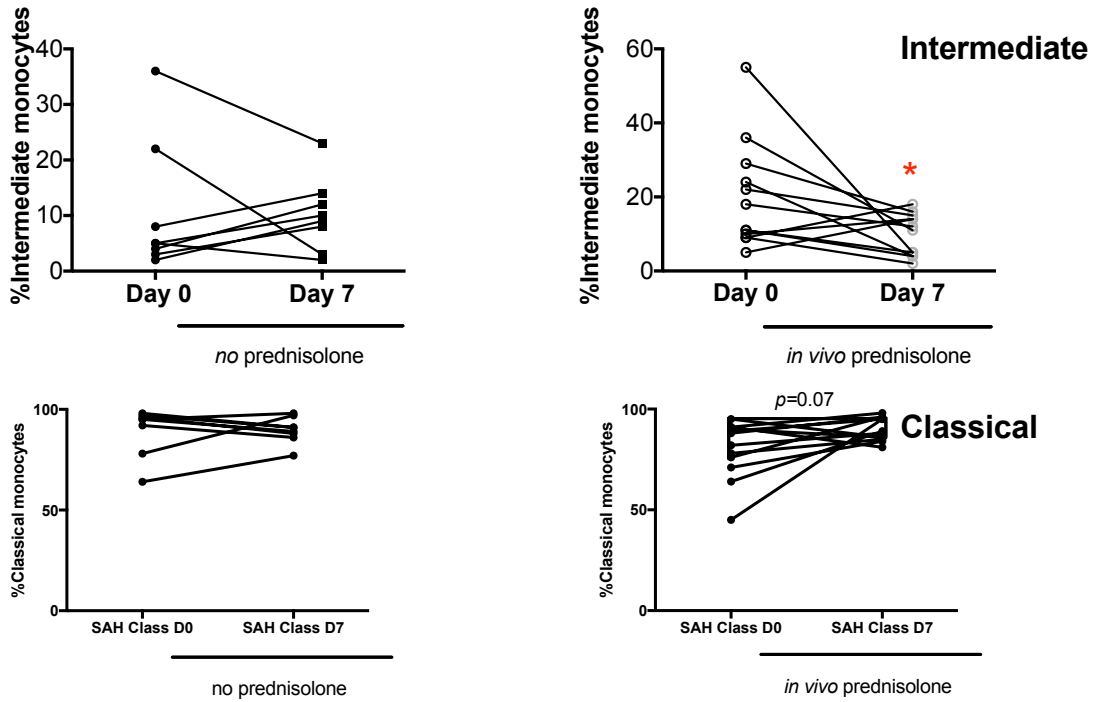 %Intermediate monocytes
40
30
20
10
0
Day 0
Day 7
no prednisolone
%Intermediate monocytes
60
40
20
0
Day 0
Day 7
*
Intermediate
in vivo prednisolone
%Classical monocytes
100
50
0
SAH Class D0
SAH Class D7
no prednisolone
%Classical monocytes
100
50
0
SAH Class D0
SAH Class D7
p=0.07
Classical
in vivo prednisolone